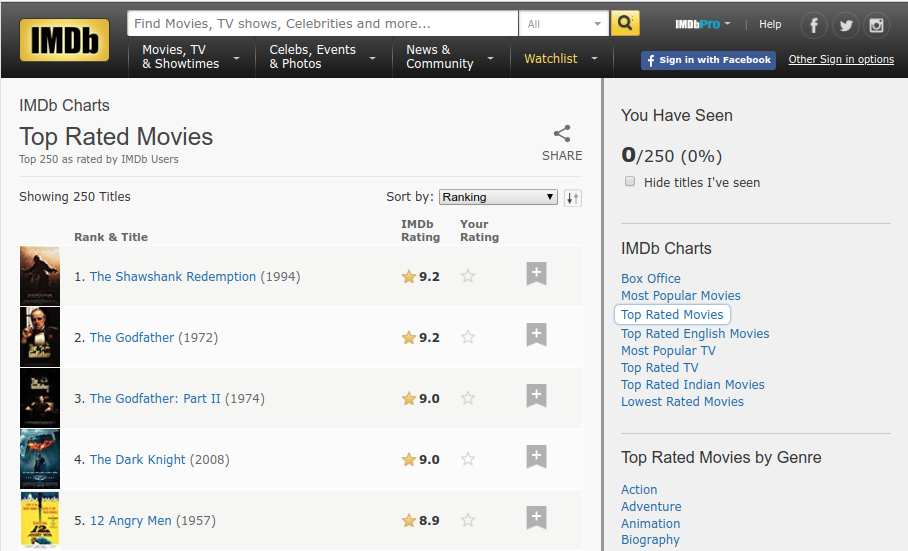 IMDb
Find Movies, TV shows, Celebrities and more...
All
IMDbPro
Help
Movies, TV
& Showtimes
Celebs, Events
& Photos
News &
Community
Watchlist
f Sign in with Facebook
Other Sign in options
IMDb Charts
Top Rated Movies
Top 250 as rated by IMDb Users
SHARE
Showing 250 Titles
Sort by: Ranking
Rank & Title
IMDb
Rating
Your
Rating
1. The Shawshank Redemption (1994) 9.2
2. The Godfather (1972) 9.2
3. The Godfather: Part II (1974) 9.0
4. The Dark Knight (2008) 9.0
5. 12 Angry Men (1957) 8.9
You Have Seen
0/250 (0%)
Hide titles I've seen
IMDb Charts
Box Office
Most Popular Movies
Top Rated Movies
Top Rated English Movies
Most Popular TV
Top Rated TV
Top Rated Indian Movies
Lowest Rated Movies
Top Rated Movies by Genre
Action
Adventure
Animation
Biography